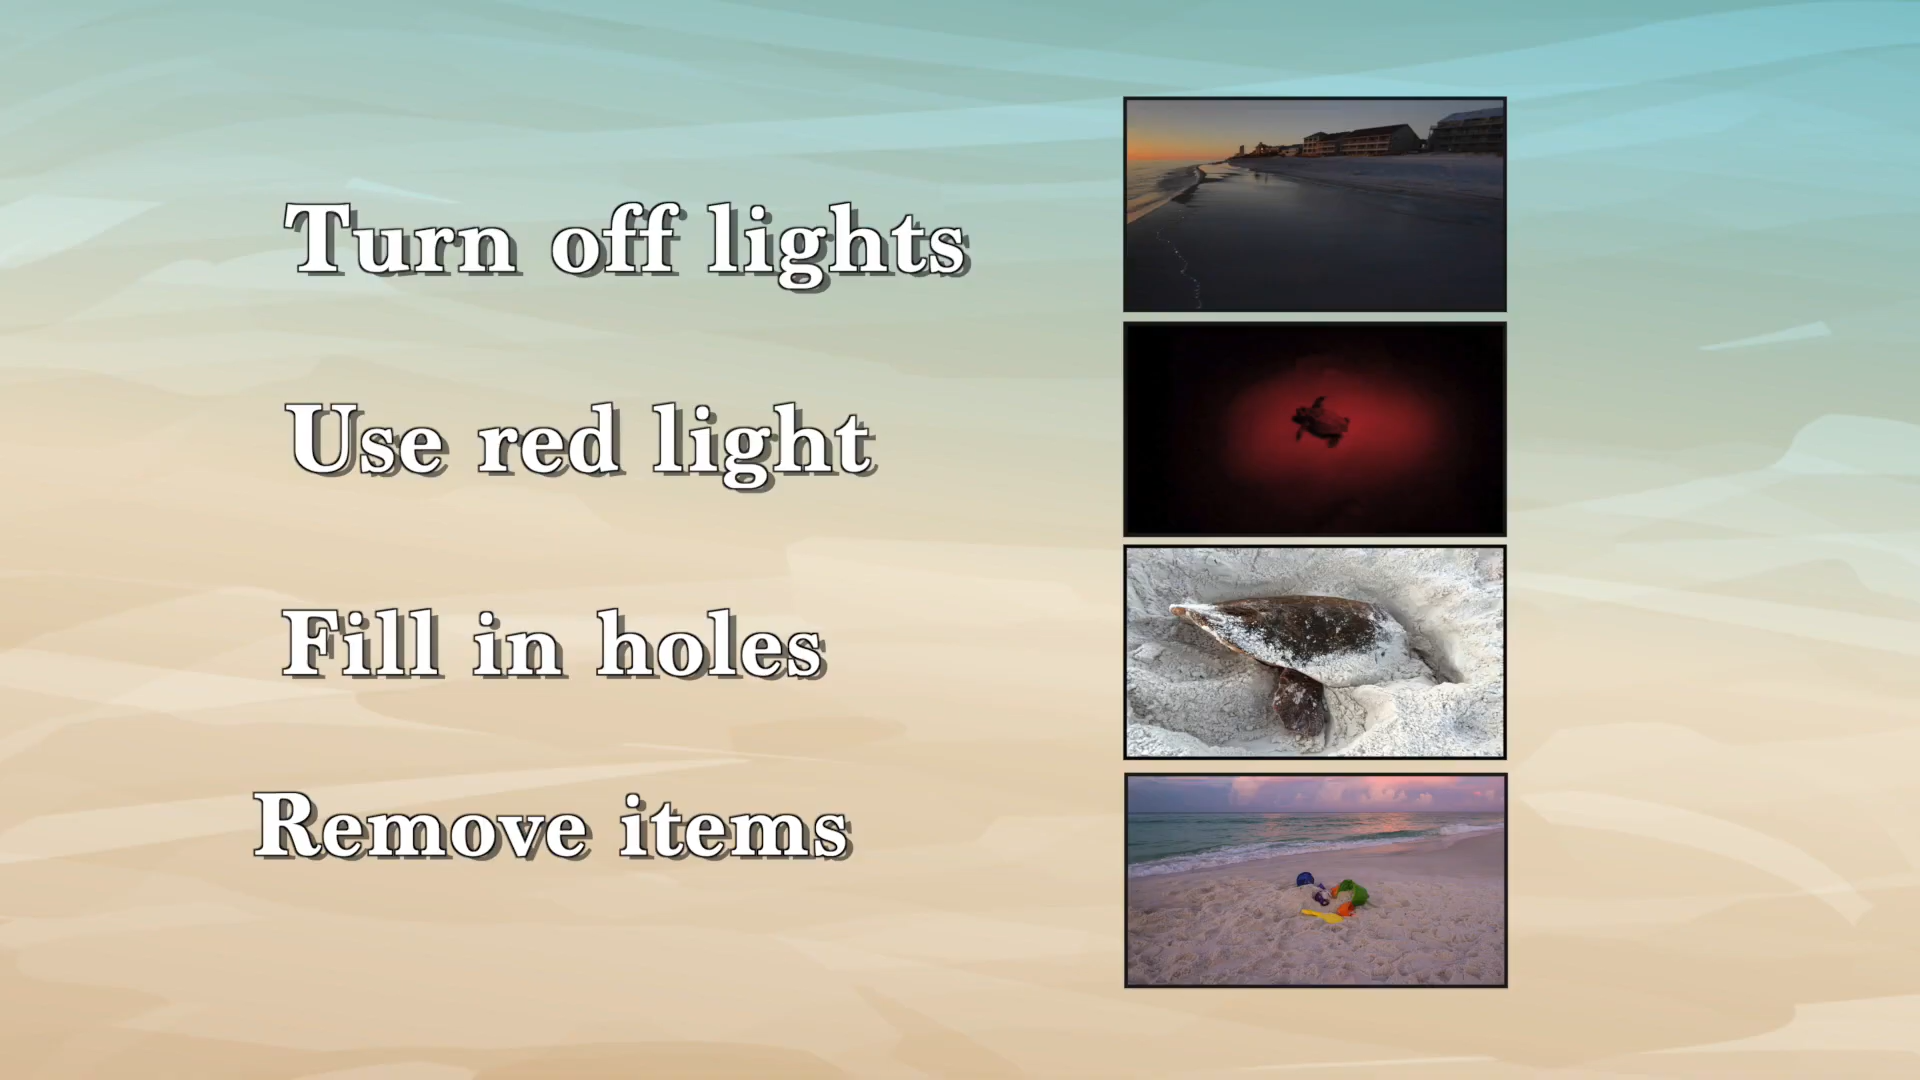 Turn off lights
Use red light
Fill in holes
Remove items